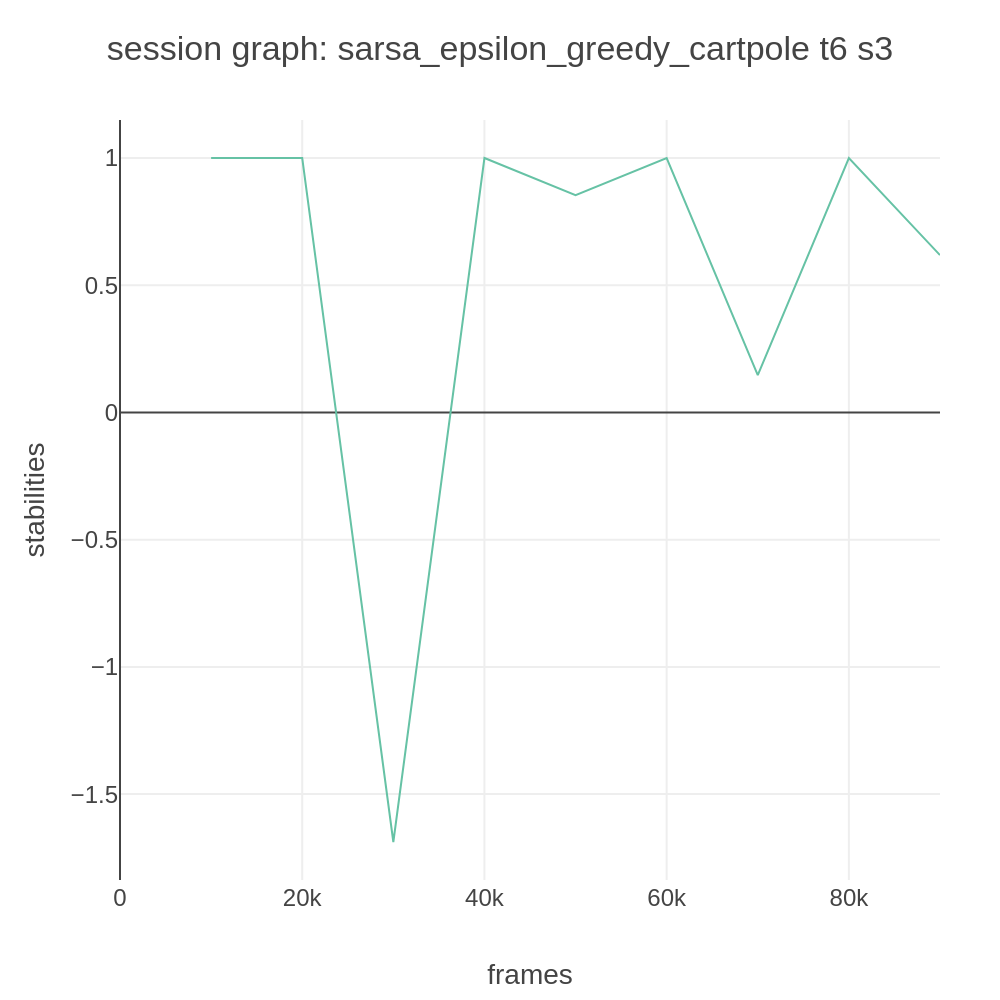 session graph: sarsa_epsilon_greedy_cartpole t6 s3
1
0.5
0
−0.5
−1
−1.5
stabilities
0
20k
40k
60k
80k
frames